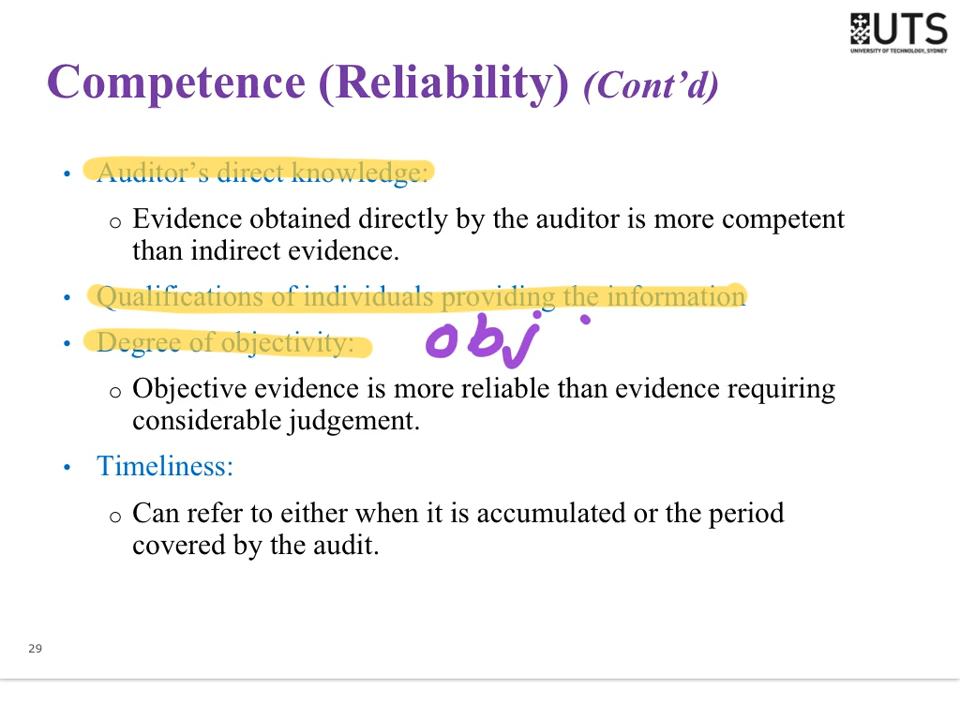 UTS
UNIVERSITY OF TECHNOLOGY, SYDNEY
Competence (Reliability) (Cont’d)
• Auditor’s direct knowledge:
o Evidence obtained directly by the auditor is more competent
than indirect evidence.
• Qualifications of individuals providing the information
• Degree of objectivity:
obj
o Objective evidence is more reliable than evidence requiring
considerable judgement.
• Timeliness:
o Can refer to either when it is accumulated or the period
covered by the audit.
29